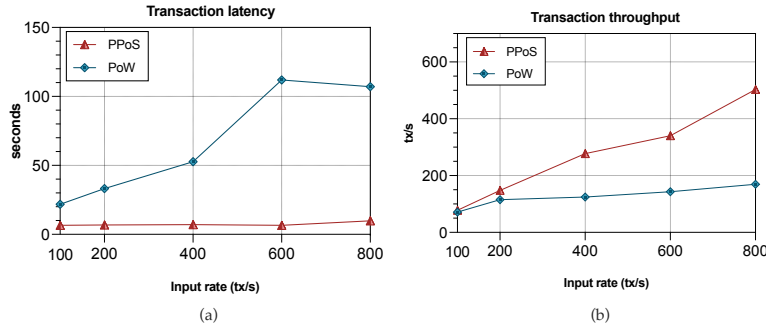 Transaction latency
150
100
50
0
seconds
PPoS
PoW
100 200 400 600 800
Input rate (tx/s)
(a)
Transaction throughput
600
400
200
0
tx/s
PPoS
PoW
100 200 400 600 800
Input rate (tx/s)
(b)